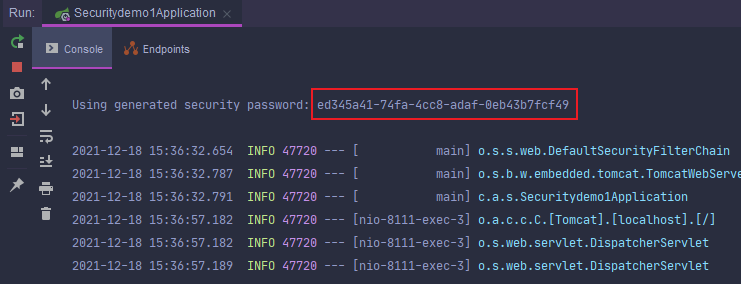 Run: Securitydemo1Application ×
Console Endpoints
Using generated security password: ed345a41-74fa-4cc8-adaf-0eb43b7fcf49
2021-12-18 15:36:32.654 INFO 47720 --- [ main] o.s.s.web.DefaultSecurityFilterChain
2021-12-18 15:36:32.787 INFO 47720 --- [ main] o.s.b.w.embedded.tomcat.TomcatWebServe
2021-12-18 15:36:32.791 INFO 47720 --- [ main] c.a.s.Securitydemo1Application
2021-12-18 15:36:57.182 INFO 47720 --- [nio-8111-exec-3] o.a.c.c.C.[Tomcat].[localhost].[/]
2021-12-18 15:36:57.182 INFO 47720 --- [nio-8111-exec-3] o.s.web.servlet.DispatcherServlet
2021-12-18 15:36:57.189 INFO 47720 --- [nio-8111-exec-3] o.s.web.servlet.DispatcherServlet